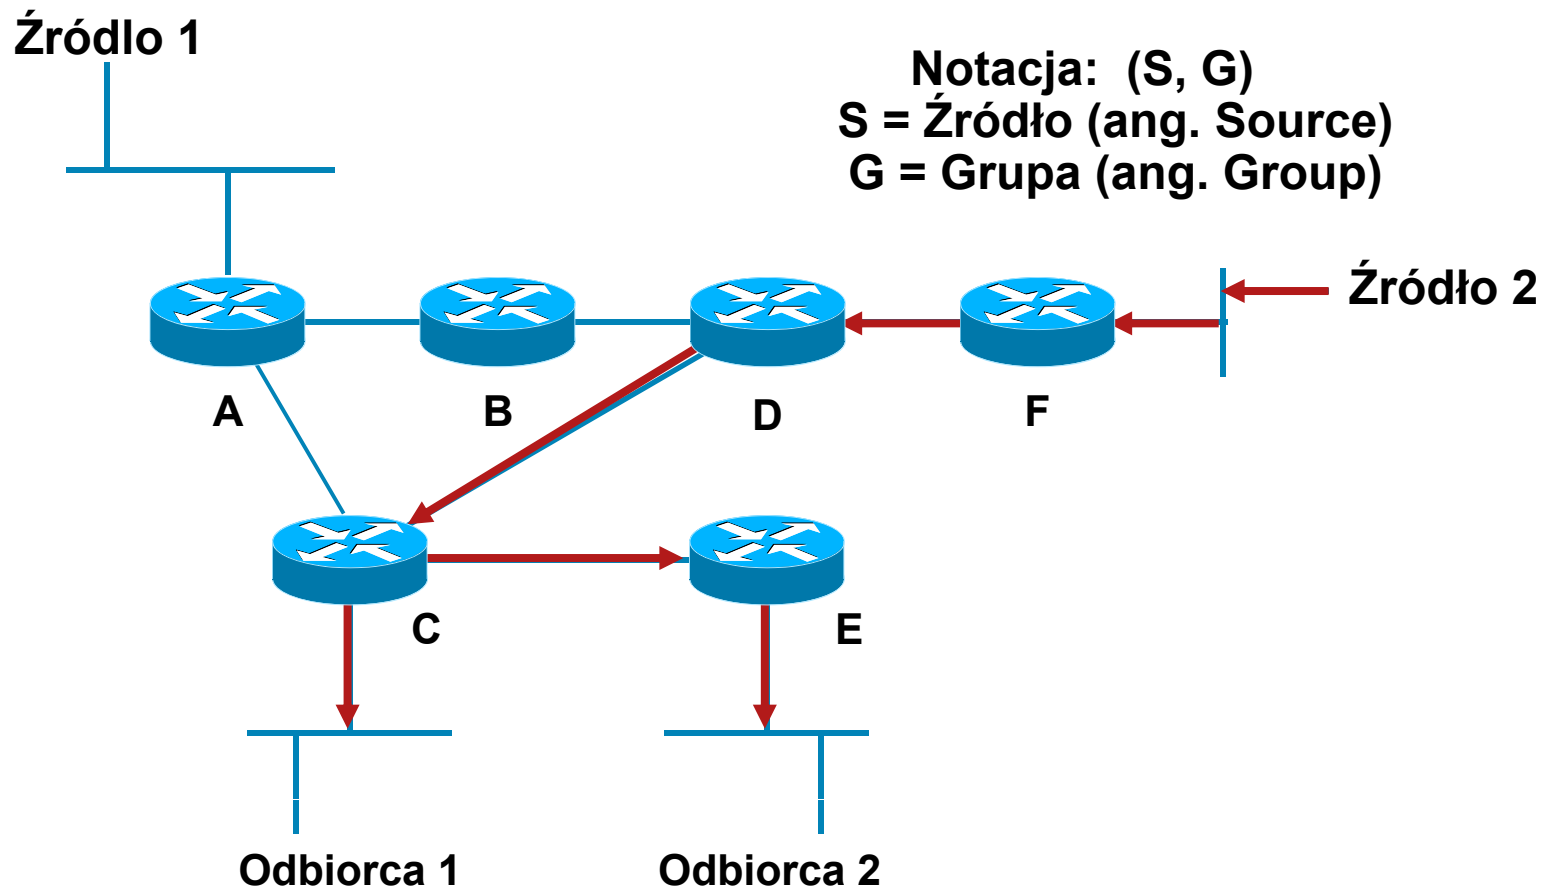 Źródlo 1
Notacja: (S, G)
S = Źródło (ang. Source)
G = Grupa (ang. Group)
Źródło 2
A
B
D
F
C
E
Odbiorca 1
Odbiorca 2